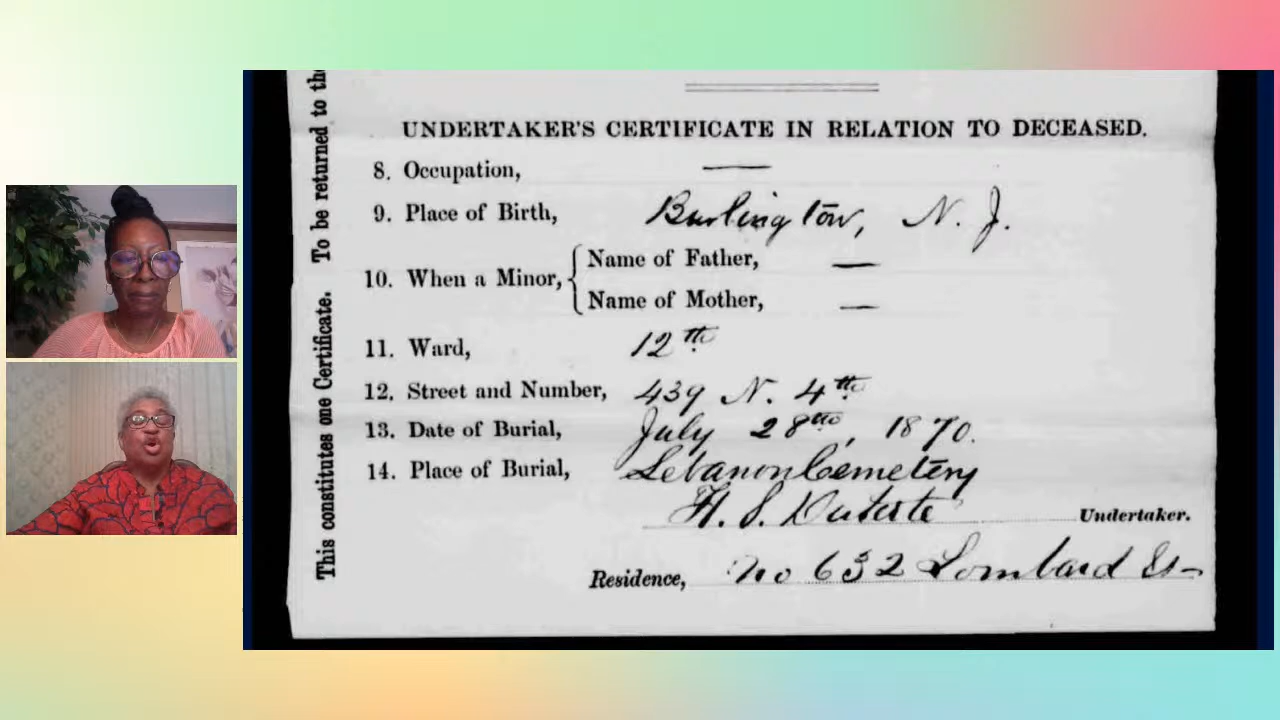 This constitutes one Certificate. To be returned to the
UNDERTAKER'S CERTIFICATE IN RELATION TO DECEASED.
8. Occupation, —
9. Place of Birth, Burlington, N. J.
10. When a Minor, { Name of Father, —
Name of Mother, —
11. Ward, 12th
12. Street and Number, 439 N. 4th
13. Date of Burial, July 28th, 1870.
14. Place of Burial, Lebanon Cemetery
H. S. Duterte Undertaker.
Residence, No 632 Lombard St